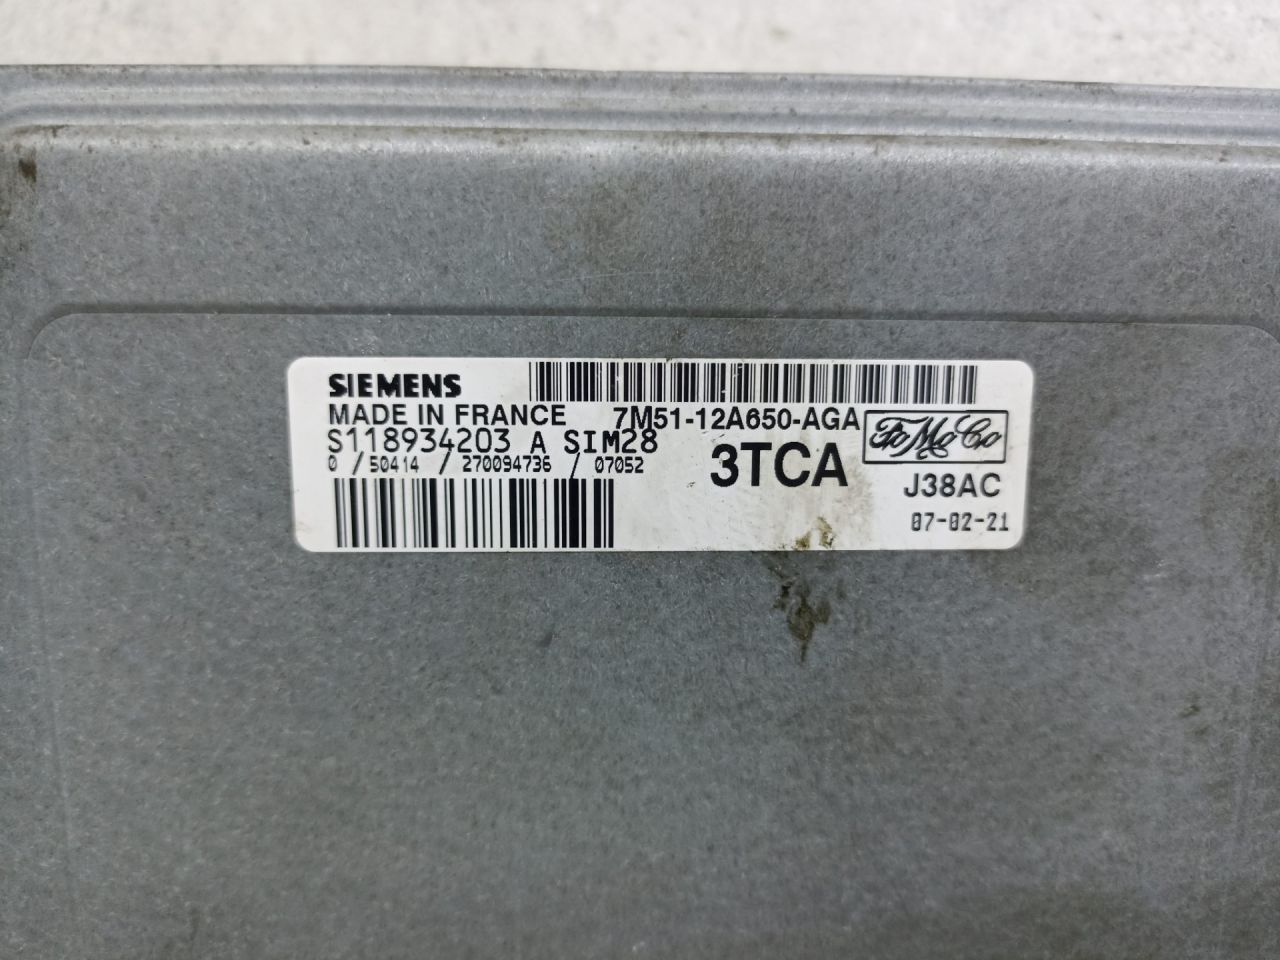 SIEMENS
MADE IN FRANCE 7M51-12A650-AGA
S118934203 A SIM28
0 / 50414 / 270094736 / 07052
3TCA
FoMoCo
J38AC
07-02-21